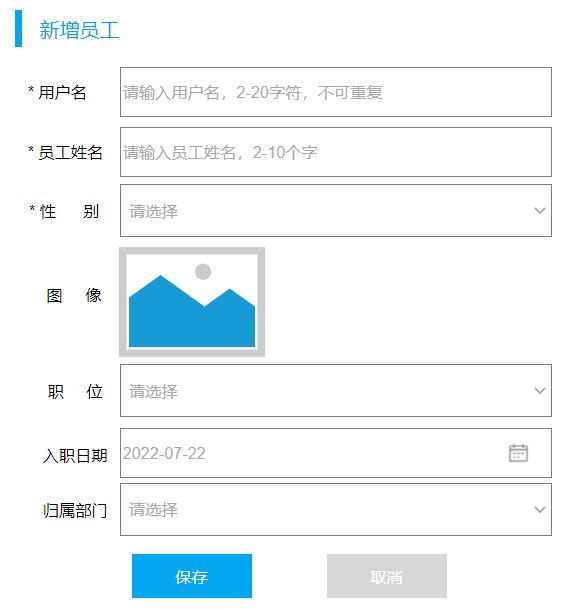 新增员工
* 用户名 请输入用户名，2-20字符，不可重复
* 员工姓名 请输入员工姓名，2-10个字
* 性 别 请选择
图 像
职 位 请选择
入职日期 2022-07-22
归属部门 请选择
保存 取消